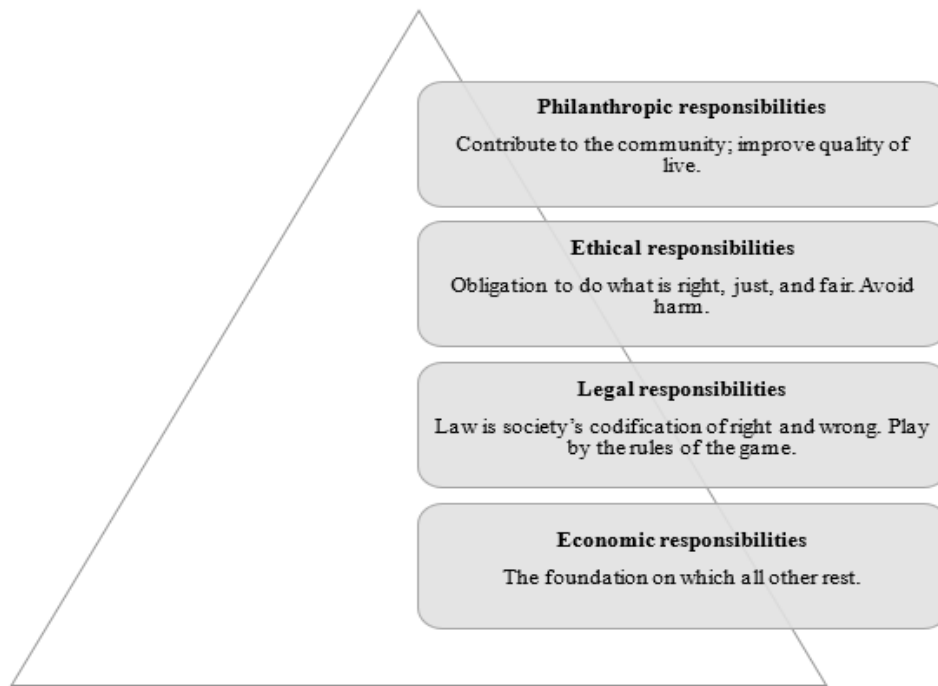 Philanthropic responsibilities
Contribute to the community; improve quality of
live.
Ethical responsibilities
Obligation to do what is right, just, and fair. Avoid
harm.
Legal responsibilities
Law is society’s codification of right and wrong. Play
by the rules of the game.
Economic responsibilities
The foundation on which all other rest.